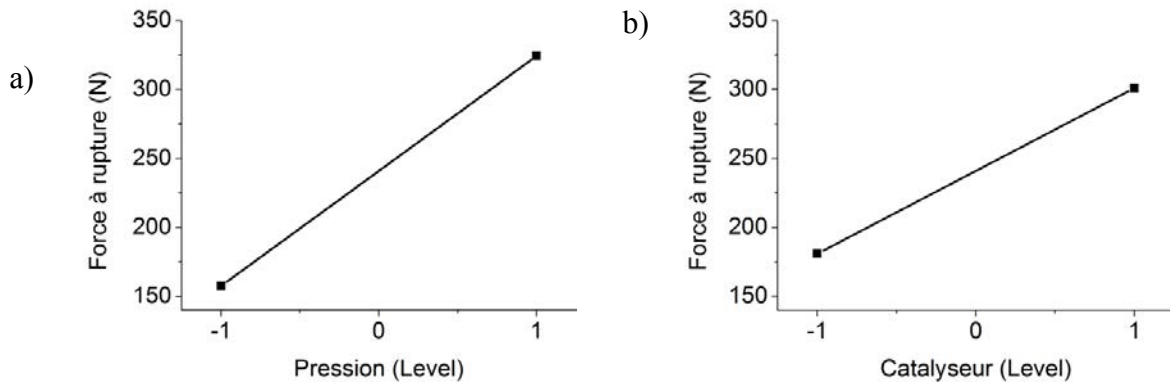 a)
Force à rupture (N)
350
300
250
200
150
-1 0 1
Pression (Level)
b)
Force à rupture (N)
350
300
250
200
150
-1 0 1
Catalyseur (Level)